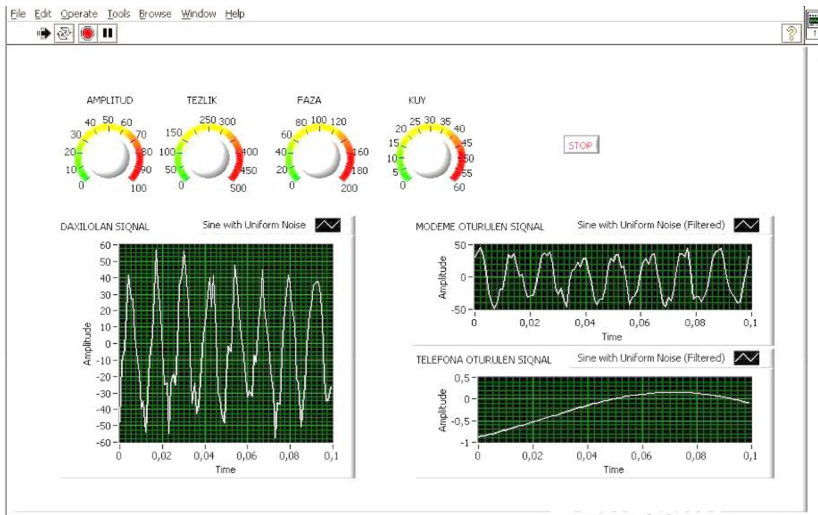 File Edit Operate Tools Browse Window Help
AMPLITUD TEZLIK FAZA KUY
0 10 20 30 40 50 60 70 80 90 100
0 50 100 150 250 300 400 450 500
0 20 40 60 80 100 120 160 180 200
0 5 10 15 20 25 30 35 40 45 55 60
STOP
DAXILOLAN SIQNAL Sine with Uniform Noise
Amplitude
60
50
40
30
20
10
0
-10
-20
-30
-40
-50
-60
0 0,02 0,04 0,06 0,08 0,1
Time
MODEME OTURULEN SIQNAL Sine with Uniform Noise (Filtered)
Amplitude
50
0
-50
0 0,02 0,04 0,06 0,08 0,1
Time
TELEFONA OTURULEN SIQNAL Sine with Uniform Noise (Filtered)
Amplitude
0,5
0
-0,5
-1
0 0,02 0,04 0,06 0,08 0,1
Time